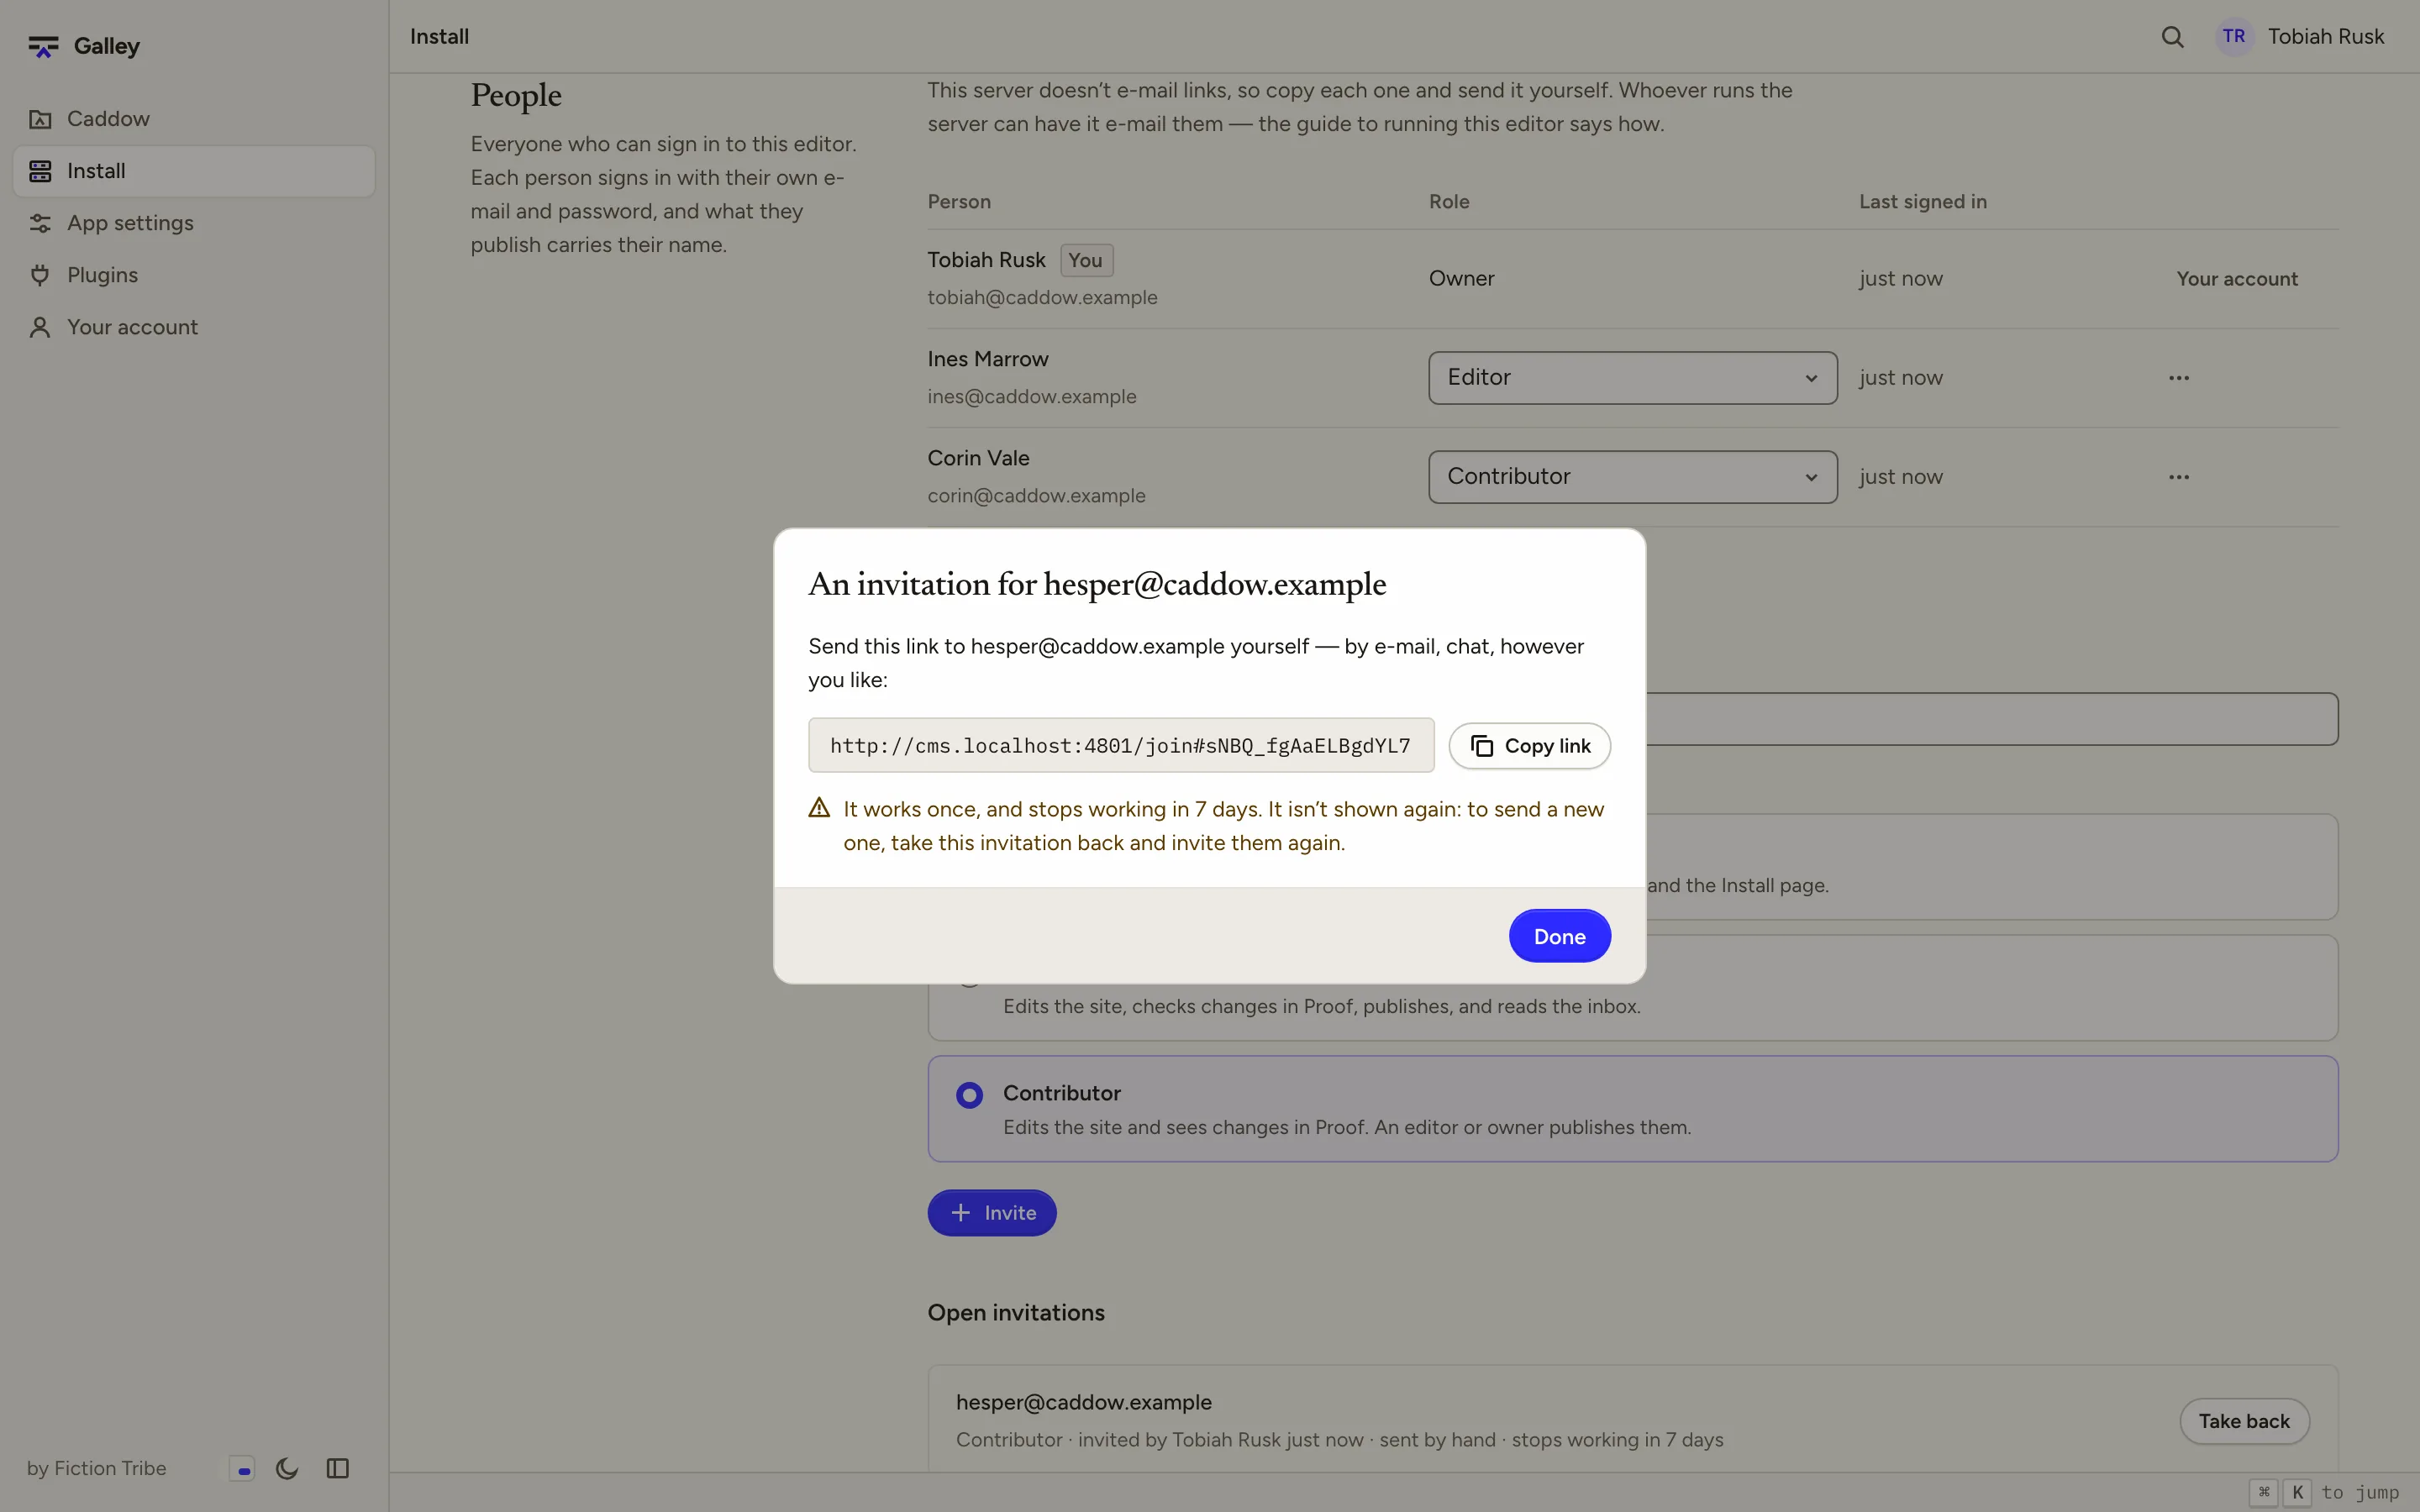 Galley
Caddow
Install
App settings
Plugins
Your account
by Fiction Tribe
Install
TR
Tobiah Rusk
People
Everyone who can sign in to this editor.
Each person signs in with their own e-
mail and password, and what they
publish carries their name.
This server doesn’t e-mail links, so copy each one and send it yourself. Whoever runs the
server can have it e-mail them — the guide to running this editor says how.
Person Role Last signed in
Tobiah Rusk You
tobiah@caddow.example
Owner just now Your account
Ines Marrow
ines@caddow.example
Editor just now
Corin Vale
corin@caddow.example
Contributor just now
An invitation for hesper@caddow.example
Send this link to hesper@caddow.example yourself — by e-mail, chat, however
you like:
http://cms.localhost:4801/join#sNBQ_fgAaELBgdYL7
Copy link
It works once, and stops working in 7 days. It isn’t shown again: to send a new
one, take this invitation back and invite them again.
Done
and the Install page.
Edits the site, checks changes in Proof, publishes, and reads the inbox.
Contributor
Edits the site and sees changes in Proof. An editor or owner publishes them.
Invite
Open invitations
hesper@caddow.example
Contributor · invited by Tobiah Rusk just now · sent by hand · stops working in 7 days
Take back
⌘ K to jump